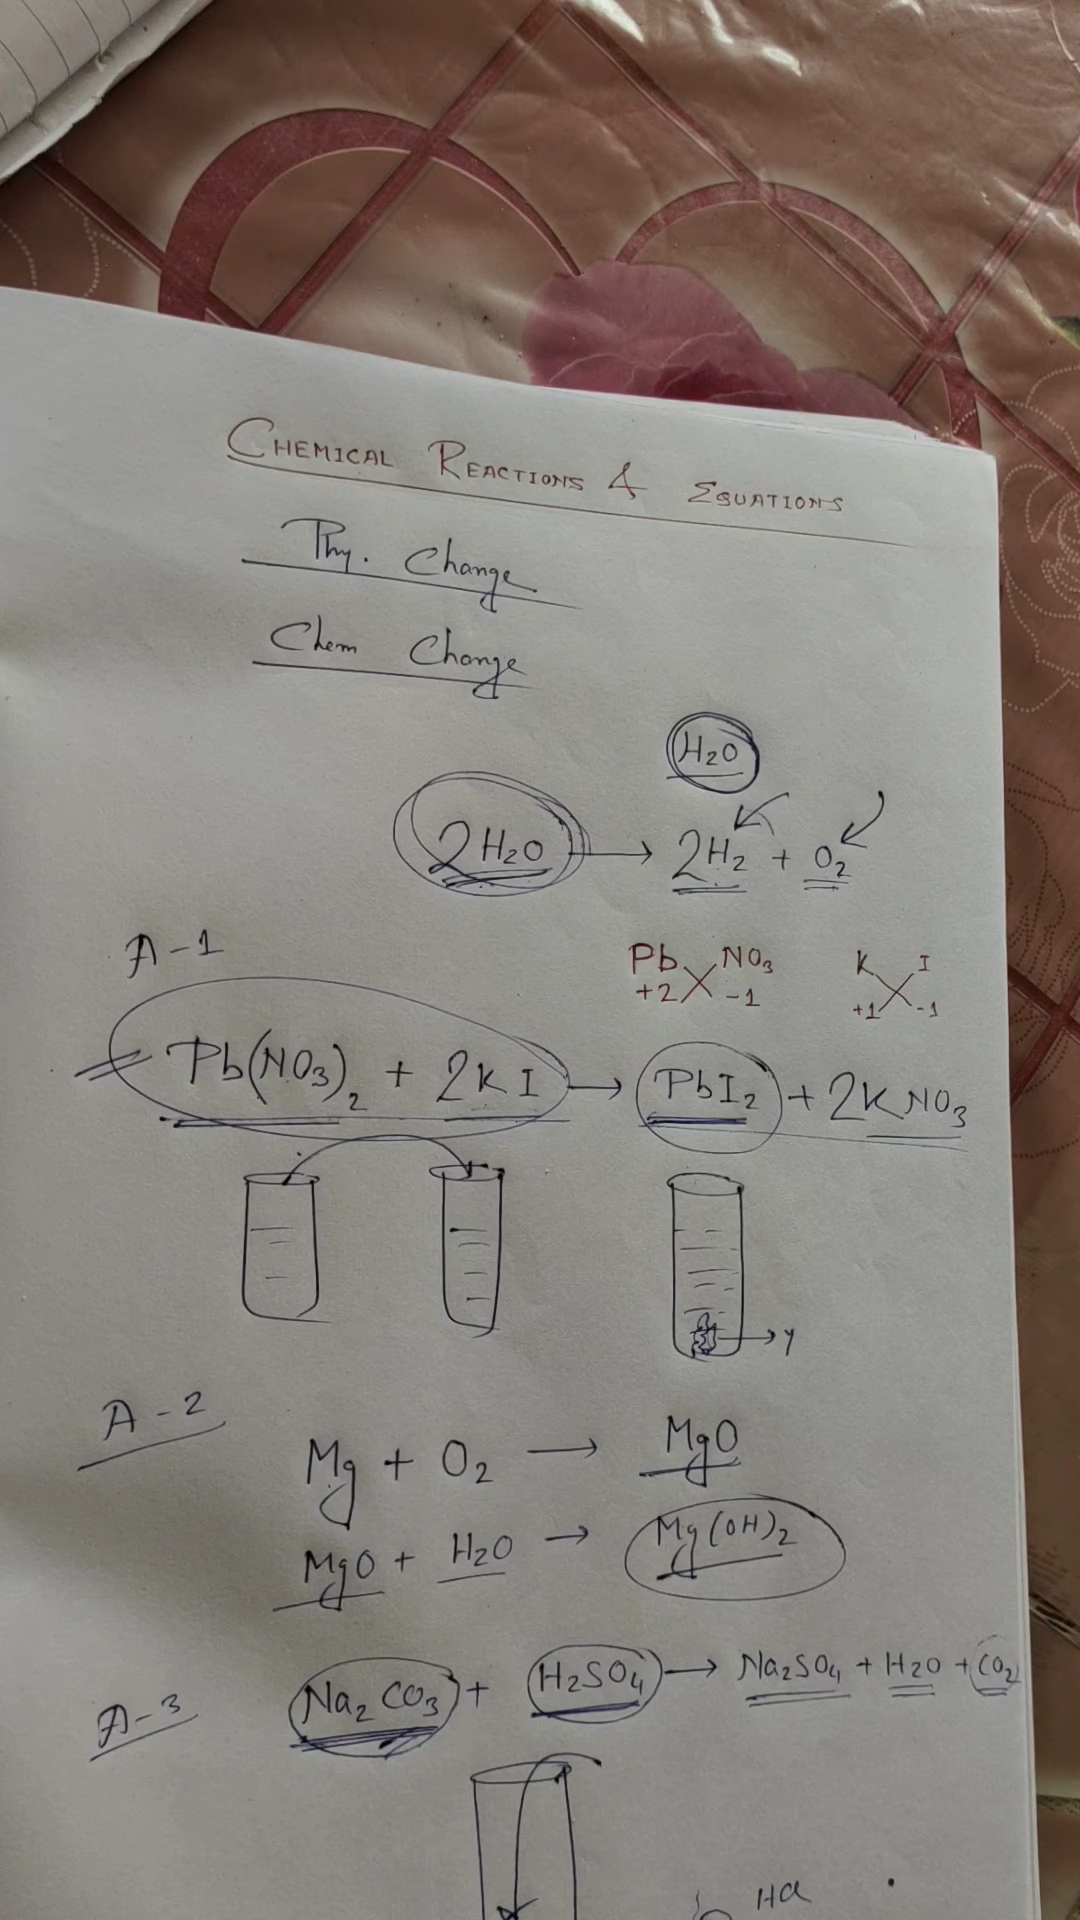 CHEMICAL REACTIONS & EQUATIONS
Phy. Change
Chem Change
H2O
2H2O → 2H2 + O2
A-1
Pb NO3 K I
+2 -1 +1 -1
Pb(NO3)2 + 2KI → PbI2 + 2KNO3
→ y
A-2
Mg + O2 → MgO
MgO + H2O → Mg(OH)2
A-3 Na2CO3 + H2SO4 → Na2SO4 + H2O + CO2
HCl